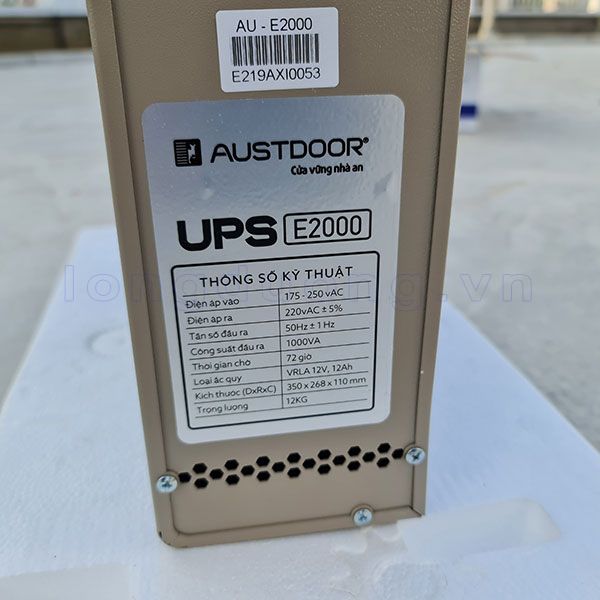 AU - E2000
E219AXI0053
AUSTDOOR®
Cửa vững nhà an
UPS E2000
THÔNG SỐ KỸ THUẬT
Điện áp vào 175 - 250 vAC
Điện áp ra 220vAC ± 5%
Tần số đầu ra 50Hz ± 1 Hz
Công suất đầu ra 1000VA
Thời gian chờ 72 giờ
Loại ắc quy VRLA 12V, 12Ah
Kích thước (DxRxC) 350 x 268 x 110 mm
Trọng lượng 12KG